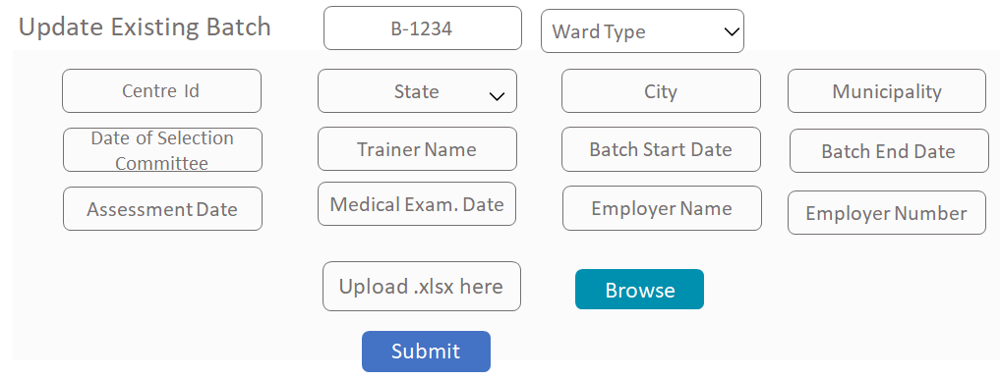 Update Existing Batch
B-1234
Ward Type
Centre Id
State
City
Municipality
Date of Selection
Committee
Trainer Name
Batch Start Date
Batch End Date
Assessment Date
Medical Exam. Date
Employer Name
Employer Number
Upload .xlsx here
Browse
Submit